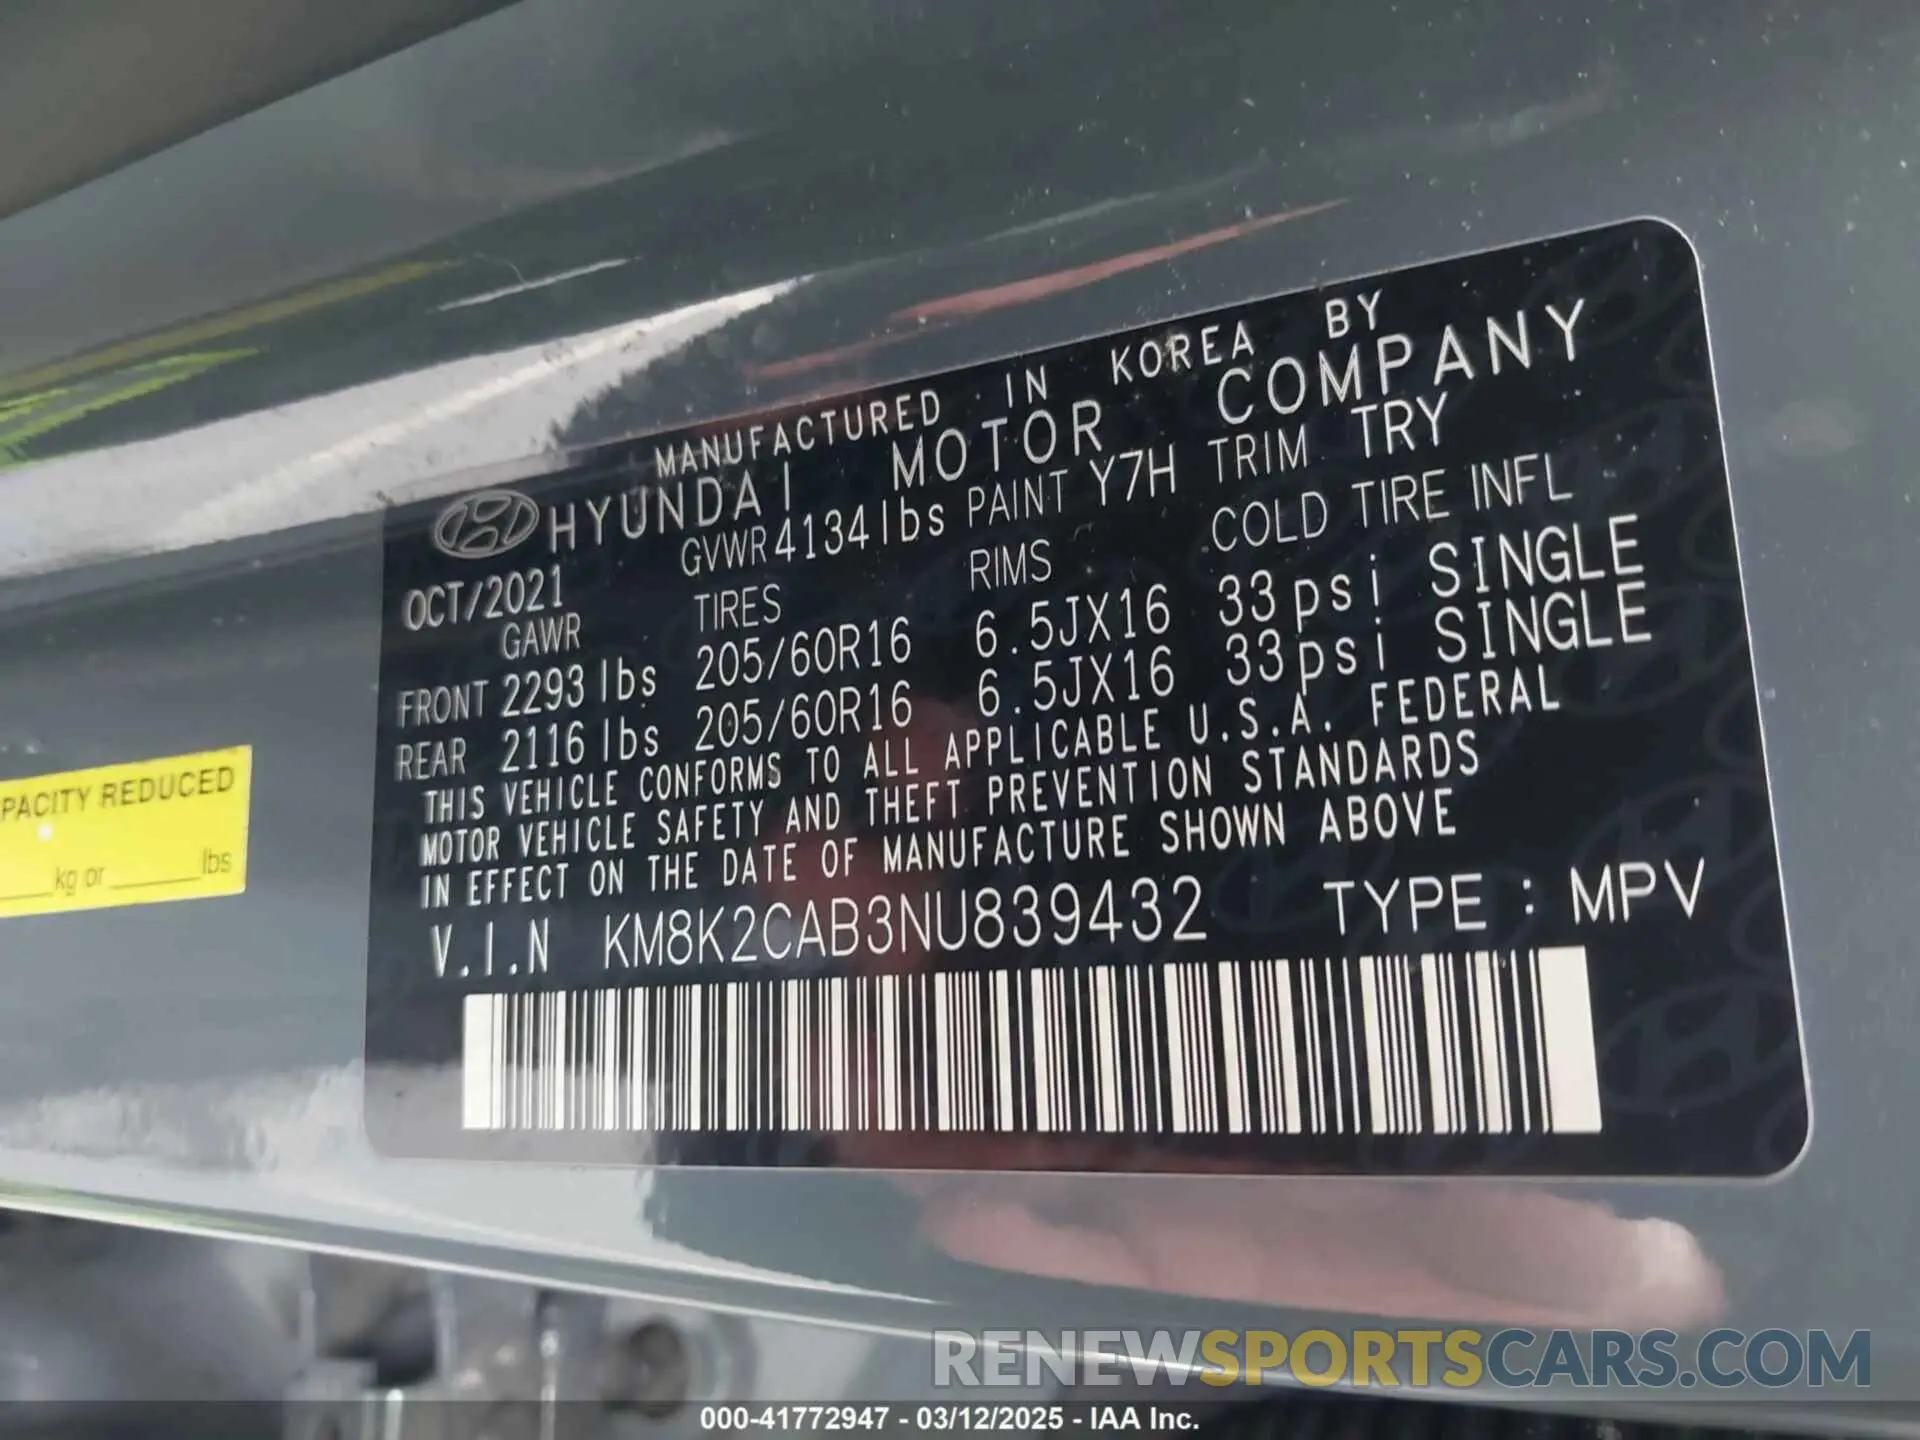 MANUFACTURED IN KOREA BY
HYUNDAI MOTOR COMPANY
OCT/2021 GVWR 4134 lbs PAINT Y7H TRIM TRY
GAWR TIRES RIMS COLD TIRE INFL
FRONT 2293 lbs 205/60R16 6.5JX16 33 psi SINGLE
REAR 2116 lbs 205/60R16 6.5JX16 33 psi SINGLE
THIS VEHICLE CONFORMS TO ALL APPLICABLE U.S.A. FEDERAL
MOTOR VEHICLE SAFETY AND THEFT PREVENTION STANDARDS
IN EFFECT ON THE DATE OF MANUFACTURE SHOWN ABOVE
V.I.N KM8K2CAB3NU839432 TYPE : MPV
PACITY REDUCED
____kg or ______lbs
RENEWSPORTSCARS.COM
000-41772947 - 03/12/2025 - IAA Inc.